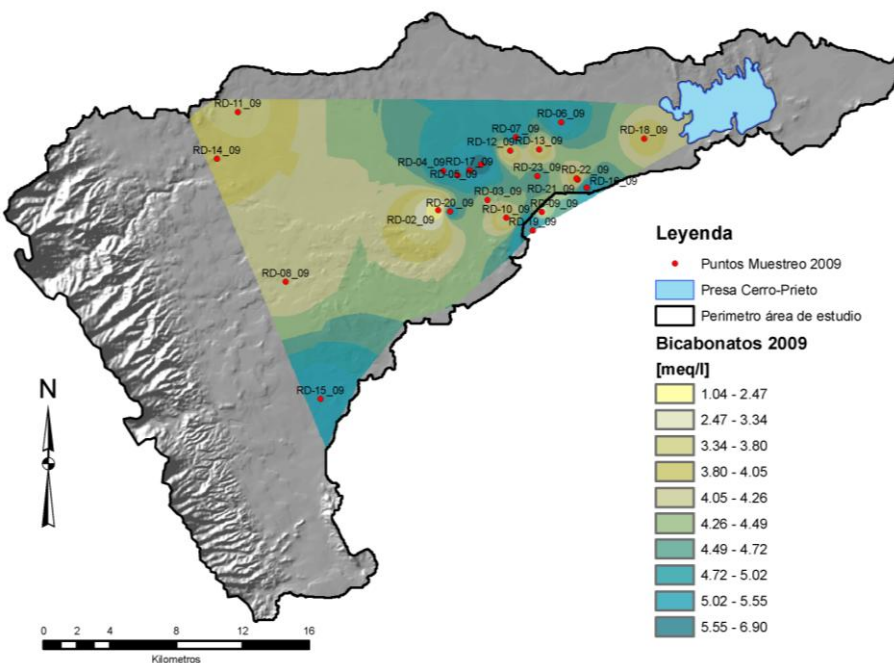 RD-11_09
RD-14_09
RD-06_09
RD-07_09
RD-12_09
RD-13_09
RD-18_09
RD-04_09
RD-17_09
RD-05_09
RD-23_09
RD-22_09
RD-16_09
RD-21_09
RD-03_09
RD-20_09
RD-02_09
RD-10_09
RD-09_09
RD-19_09
RD-08_09
RD-15_09
N
0 2 4 8 12 16
Kilometros
Leyenda
Puntos Muestreo 2009
Presa Cerro-Prieto
Perimetro área de estudio
Bicabonatos 2009
[meq/l]
1.04 - 2.47
2.47 - 3.34
3.34 - 3.80
3.80 - 4.05
4.05 - 4.26
4.26 - 4.49
4.49 - 4.72
4.72 - 5.02
5.02 - 5.55
5.55 - 6.90